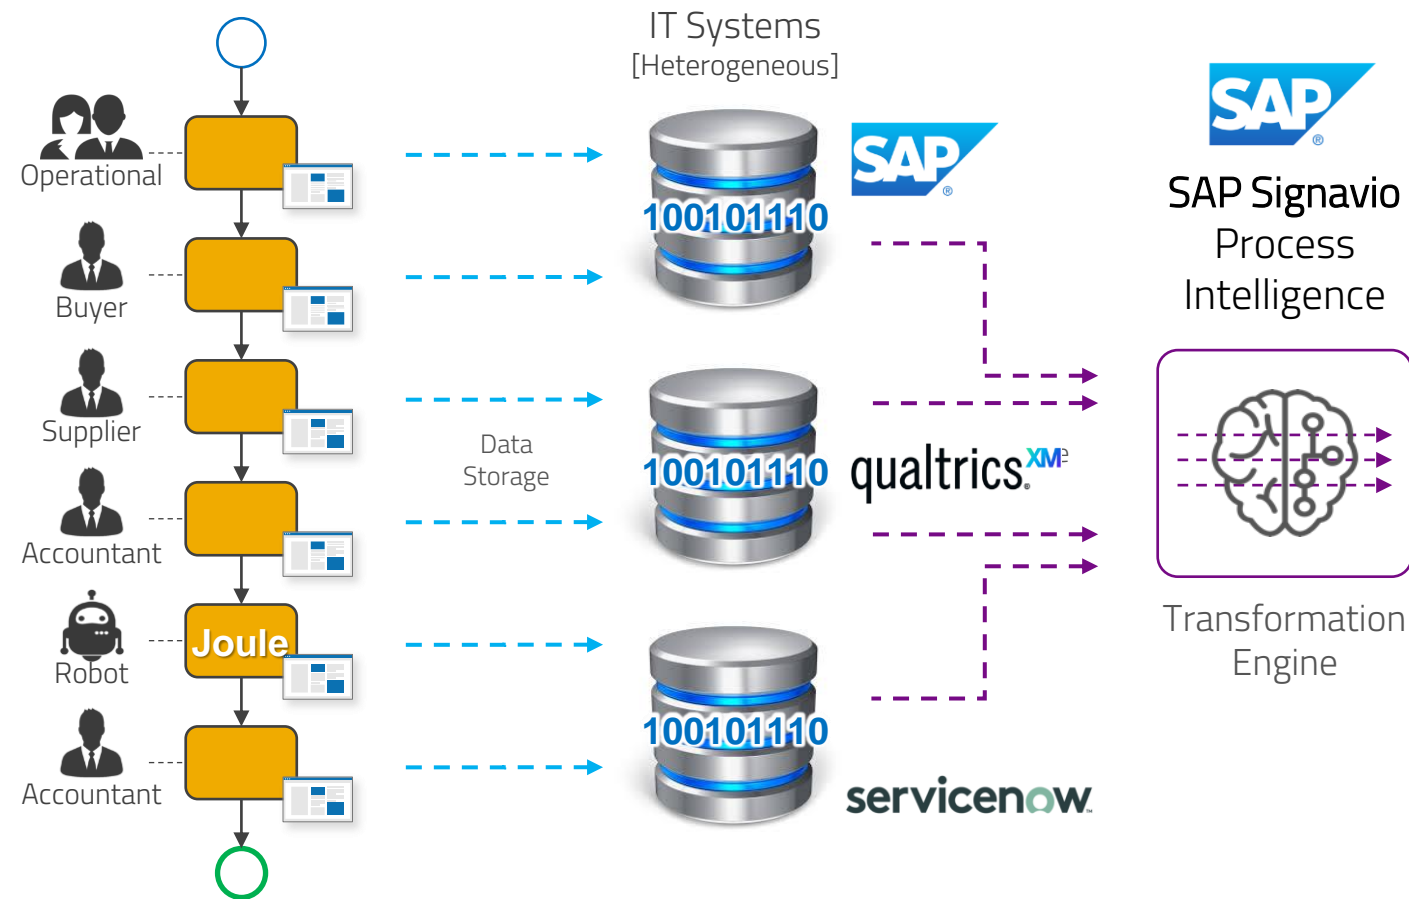 IT Systems
[Heterogeneous]
Operational
Buyer
Supplier
Accountant
Robot
Joule
Accountant
Data
Storage
100101110
SAP
®
100101110
qualtrics.XM
100101110
servicenow
SAP
®
SAP Signavio
Process
Intelligence
Transformation
Engine